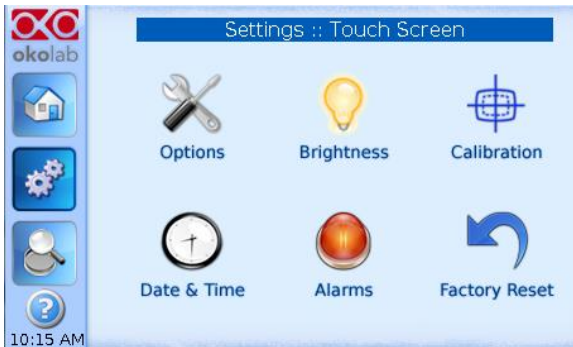 okolab
Settings :: Touch Screen
Options
Brightness
Calibration
Date & Time
Alarms
Factory Reset
?
10:15 AM